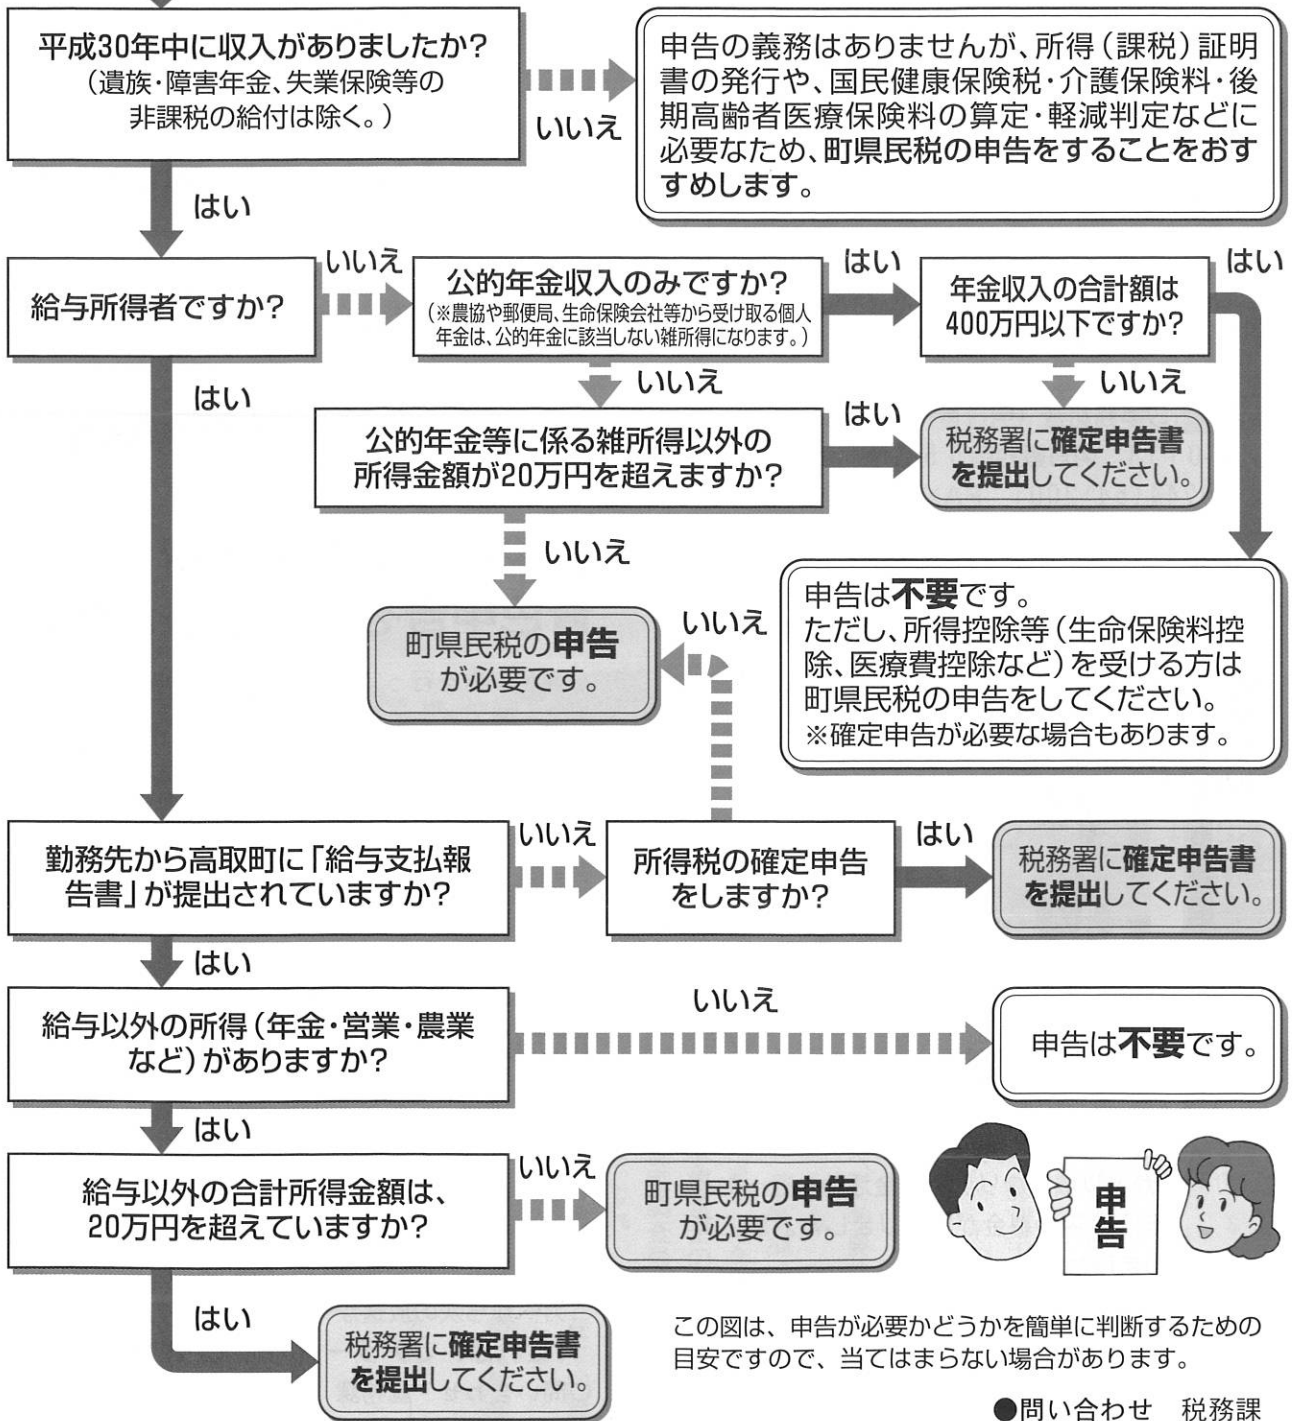 平成30年中に収入がありましたか?
(遺族・障害年金、失業保険等の
非課税の給付は除く。)
いいえ
申告の義務はありませんが、所得(課税)証明
書の発行や、国民健康保険税・介護保険料・後
期高齢者医療保険料の算定・軽減判定などに
必要なため、町県民税の申告をすることをおす
すめします。
はい
給与所得者ですか?
いいえ
公的年金収入のみですか?
(※農協や郵便局、生命保険会社等から受け取る個人
年金は、公的年金に該当しない雑所得になります。)
はい
年金収入の合計額は
400万円以下ですか?
はい
はい
いいえ
いいえ
公的年金等に係る雑所得以外の
所得金額が20万円を超えますか?
はい
税務署に確定申告書
を提出してください。
いいえ
町県民税の申告
が必要です。
いいえ
申告は不要です。
ただし、所得控除等(生命保険料控
除、医療費控除など)を受ける方は
町県民税の申告をしてください。
※確定申告が必要な場合もあります。
勤務先から高取町に「給与支払報
告書」が提出されていますか?
いいえ
所得税の確定申告
をしますか?
はい
税務署に確定申告書
を提出してください。
はい
給与以外の所得(年金・営業・農業
など)がありますか?
いいえ
申告は不要です。
はい
給与以外の合計所得金額は、
20万円を超えていますか?
いいえ
町県民税の申告
が必要です。
申告
はい
税務署に確定申告書
を提出してください。
この図は、申告が必要かどうかを簡単に判断するための
目安ですので、当てはまらない場合があります。
●問い合わせ 税務課